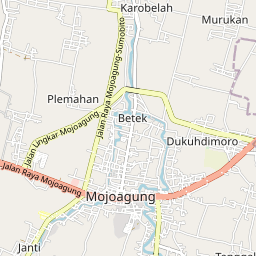 Karobelah
Murukan
Jalan Raya Mojoagung-Sumobito
Plemahan
Betek
Jalan Lingkar Mojoagung
Dukuhdimoro
Jalan Raya Mojoagung
Mojoagung
Janti